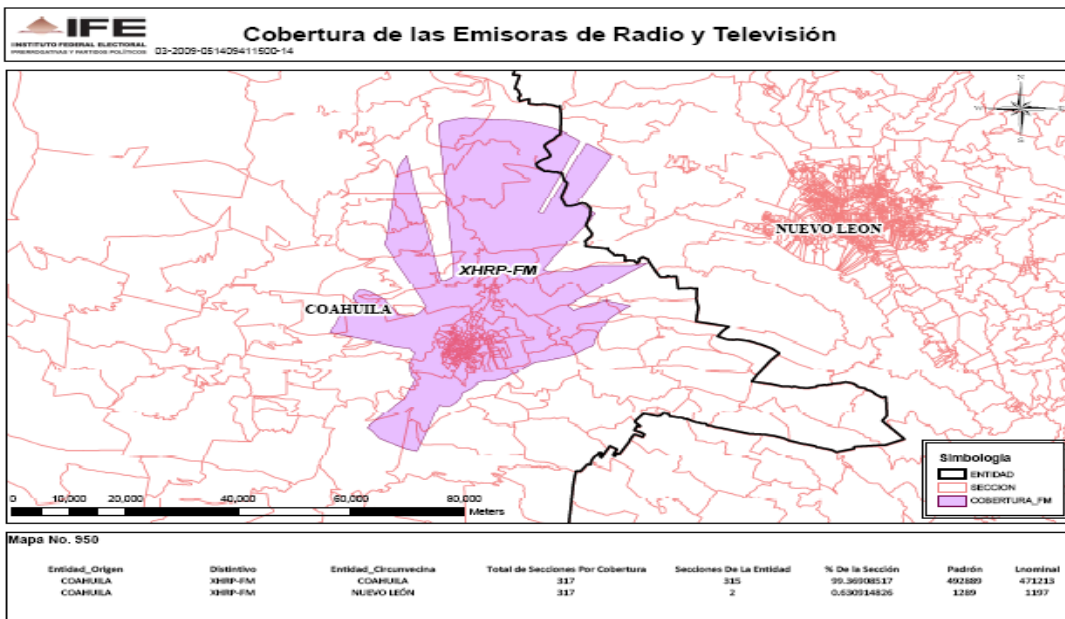 IFE
INSTITUTO FEDERAL ELECTORAL
PRERROGATIVAS Y PARTIDOS POLÍTICOS
03-2009-051409411500-14
Cobertura de las Emisoras de Radio y Televisión
N
W
S
NUEVO LEON
XHRP-FM
COAHUILA
Simbología
ENTIDAD
SECCION
COBERTURA_FM
0 10,000 20,000 40,000 60,000 80,000
Meters
Mapa No. 950
Entidad_Origen Distintivo Entidad_Circunvecina Total de Secciones Por Cobertura Secciones De La Entidad % De la Sección Padrón Lnominal
COAHUILA XHRP-FM COAHUILA 317 315 99.36908517 492889 471213
COAHUILA XHRP-FM NUEVO LEÓN 317 2 0.630914826 1289 1197